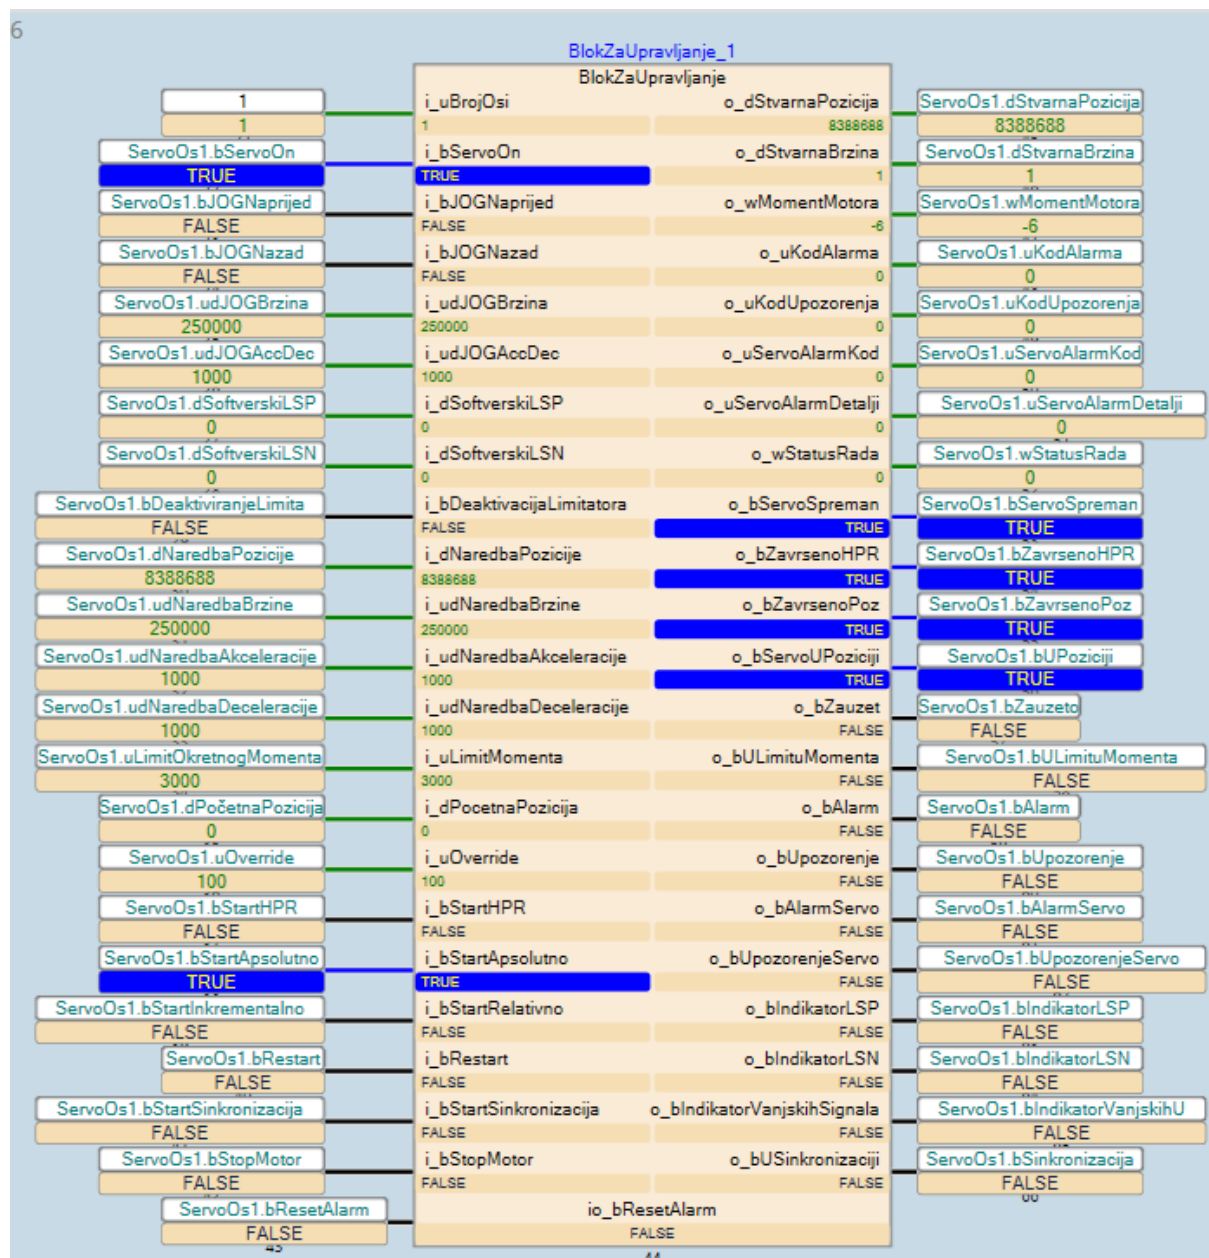 6
BlokZaUpravljanje_1
BlokZaUpravljanje
1 i_uBrojOsi o_dStvarnaPozicija ServoOs1.dStvarnaPozicija
1 1 8388688 8388688
ServoOs1.bServoOn i_bServoOn o_dStvarnaBrzina ServoOs1.dStvarnaBrzina
TRUE TRUE 1 1
ServoOs1.bJOGNaprijed i_bJOGNaprijed o_wMomentMotora ServoOs1.wMomentMotora
FALSE FALSE -6 -6
ServoOs1.bJOGNazad i_bJOGNazad o_uKodAlarma ServoOs1.uKodAlarma
FALSE FALSE 0 0
ServoOs1.udJOGBrzina i_udJOGBrzina o_uKodUpozorenja ServoOs1.uKodUpozorenja
250000 250000 0 0
ServoOs1.udJOGAccDec i_udJOGAccDec o_uServoAlarmKod ServoOs1.uServoAlarmKod
1000 1000 0 0
ServoOs1.dSoftverskiLSP i_dSoftverskiLSP o_uServoAlarmDetalji ServoOs1.uServoAlarmDetalji
0 0 0 0
ServoOs1.dSoftverskiLSN i_dSoftverskiLSN o_wStatusRada ServoOs1.wStatusRada
0 0 0 0
ServoOs1.bDeaktiviranjeLimita i_bDeaktivacijaLimitatora o_bServoSpreman ServoOs1.bServoSpreman
FALSE FALSE TRUE TRUE
ServoOs1.dNaredbaPozicije i_dNaredbaPozicije o_bZavrsenoHPR ServoOs1.bZavrsenoHPR
8388688 8388688 TRUE TRUE
ServoOs1.udNaredbaBrzine i_udNaredbaBrzine o_bZavrsenoPoz ServoOs1.bZavrsenoPoz
250000 250000 TRUE TRUE
ServoOs1.udNaredbaAkceleracije i_udNaredbaAkceleracije o_bServoUPoziciji ServoOs1.bUPoziciji
1000 1000 TRUE TRUE
ServoOs1.udNaredbaDeceleracije i_udNaredbaDeceleracije o_bZauzet ServoOs1.bZauzeto
1000 1000 FALSE FALSE
ServoOs1.uLimitOkretnogMomenta i_uLimitMomenta o_bULimituMomenta ServoOs1.bULimituMomenta
3000 3000 FALSE FALSE
ServoOs1.dPočetnaPozicija i_dPocetnaPozicija o_bAlarm ServoOs1.bAlarm
0 0 FALSE FALSE
ServoOs1.uOverride i_uOverride o_bUpozorenje ServoOs1.bUpozorenje
100 100 FALSE FALSE
ServoOs1.bStartHPR i_bStartHPR o_bAlarmServo ServoOs1.bAlarmServo
FALSE FALSE FALSE FALSE
ServoOs1.bStartApsolutno i_bStartApsolutno o_bUpozorenjeServo ServoOs1.bUpozorenjeServo
TRUE TRUE FALSE FALSE
ServoOs1.bStartInkrementalno i_bStartRelativno o_bIndikatorLSP ServoOs1.bIndikatorLSP
FALSE FALSE FALSE FALSE
ServoOs1.bRestart i_bRestart o_bIndikatorLSN ServoOs1.bIndikatorLSN
FALSE FALSE FALSE FALSE
ServoOs1.bStartSinkronizacija i_bStartSinkronizacija o_bIndikatorVanjskihSignala ServoOs1.bIndikatorVanjskihU
FALSE FALSE FALSE FALSE
ServoOs1.bStopMotor i_bStopMotor o_bUSinkronizaciji ServoOs1.bSinkronizacija
FALSE FALSE FALSE FALSE
ServoOs1.bResetAlarm io_bResetAlarm
FALSE FALSE